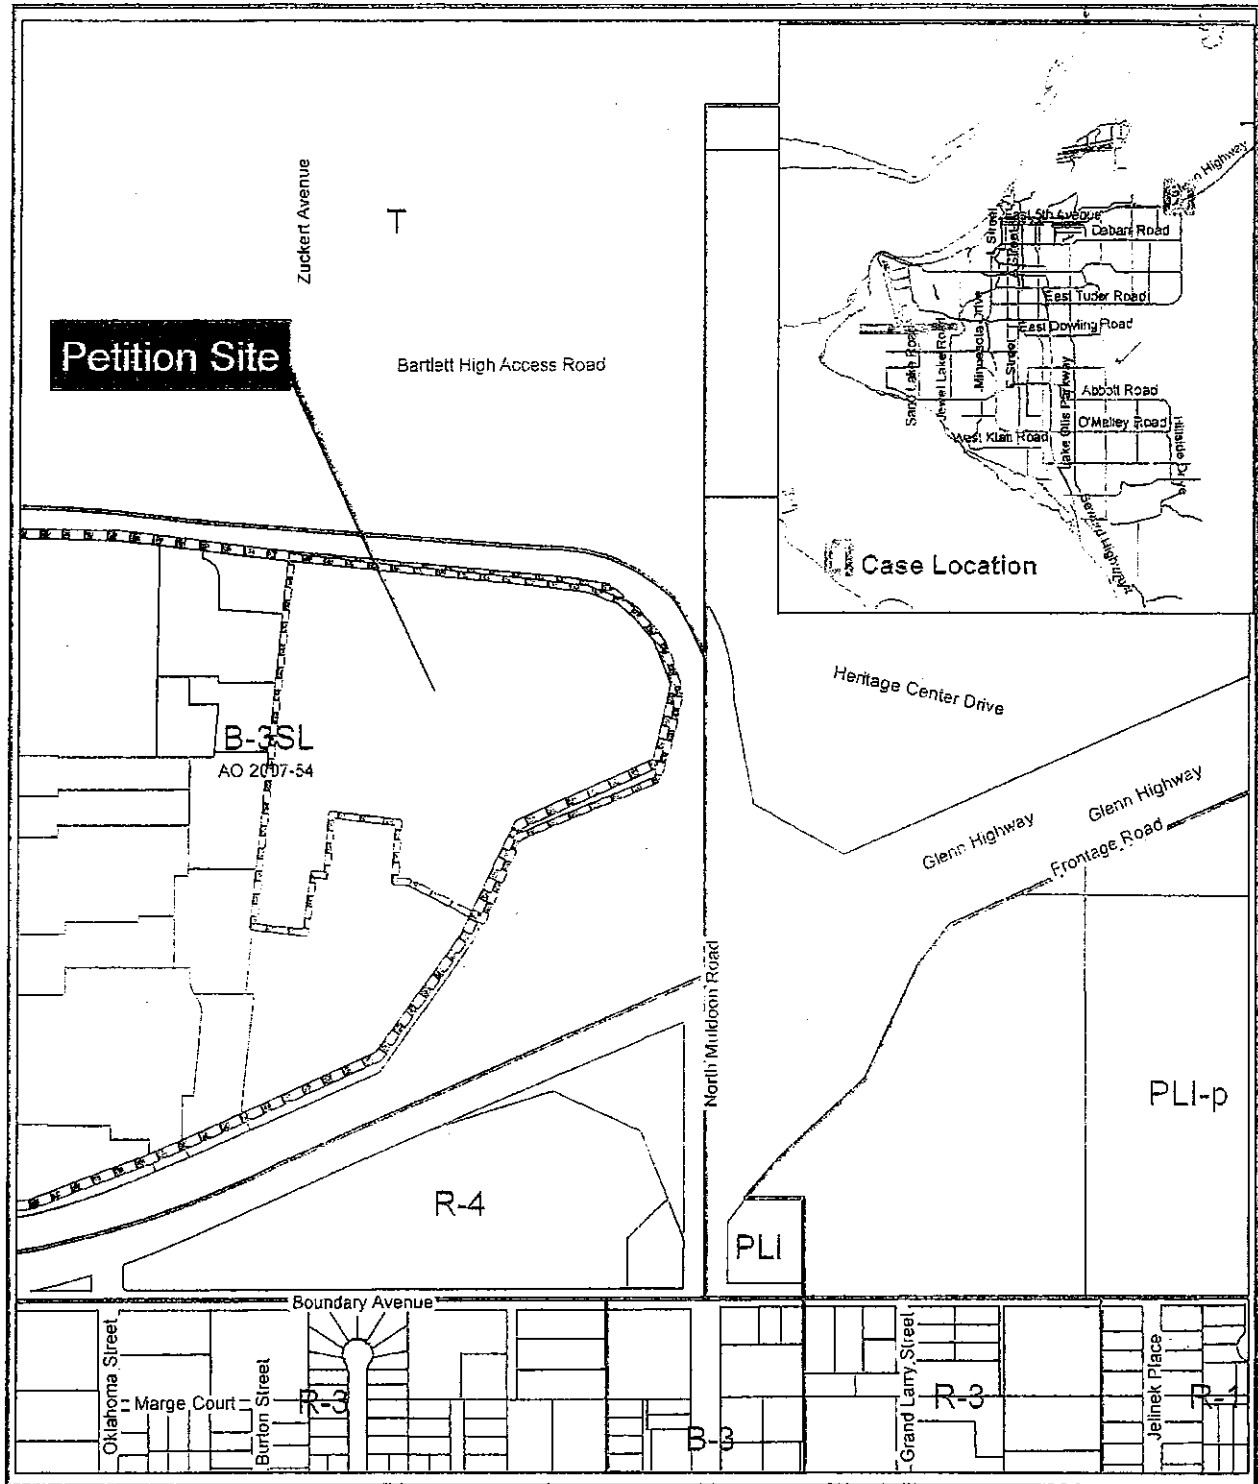 Zuckert Avenue
T
Petition Site
Bartlett High Access Road
Glenn Highway
East 5th Avenue
Street
Street
Debarr Road
East Tudor Road
East Dowling Road
Sand Lake Road
Jewel Lake Road
Minnesota Drive
C Street
Lake Otis Parkway
Abbott Road
O'Malley Road
West Klatt Road
Hillside Drive
Seward Highway
Case Location
Heritage Center Drive
B-3SL
AO 2007-54
Glenn Highway
Glenn Highway
Frontage Road
North Muldoon Road
PLI-p
R-4
PLI
Boundary Avenue
Oklahoma Street
Marge Court
Burton Street
R-3
B-3
Grand Larry Street
R-3
Jelinek Place
R-1